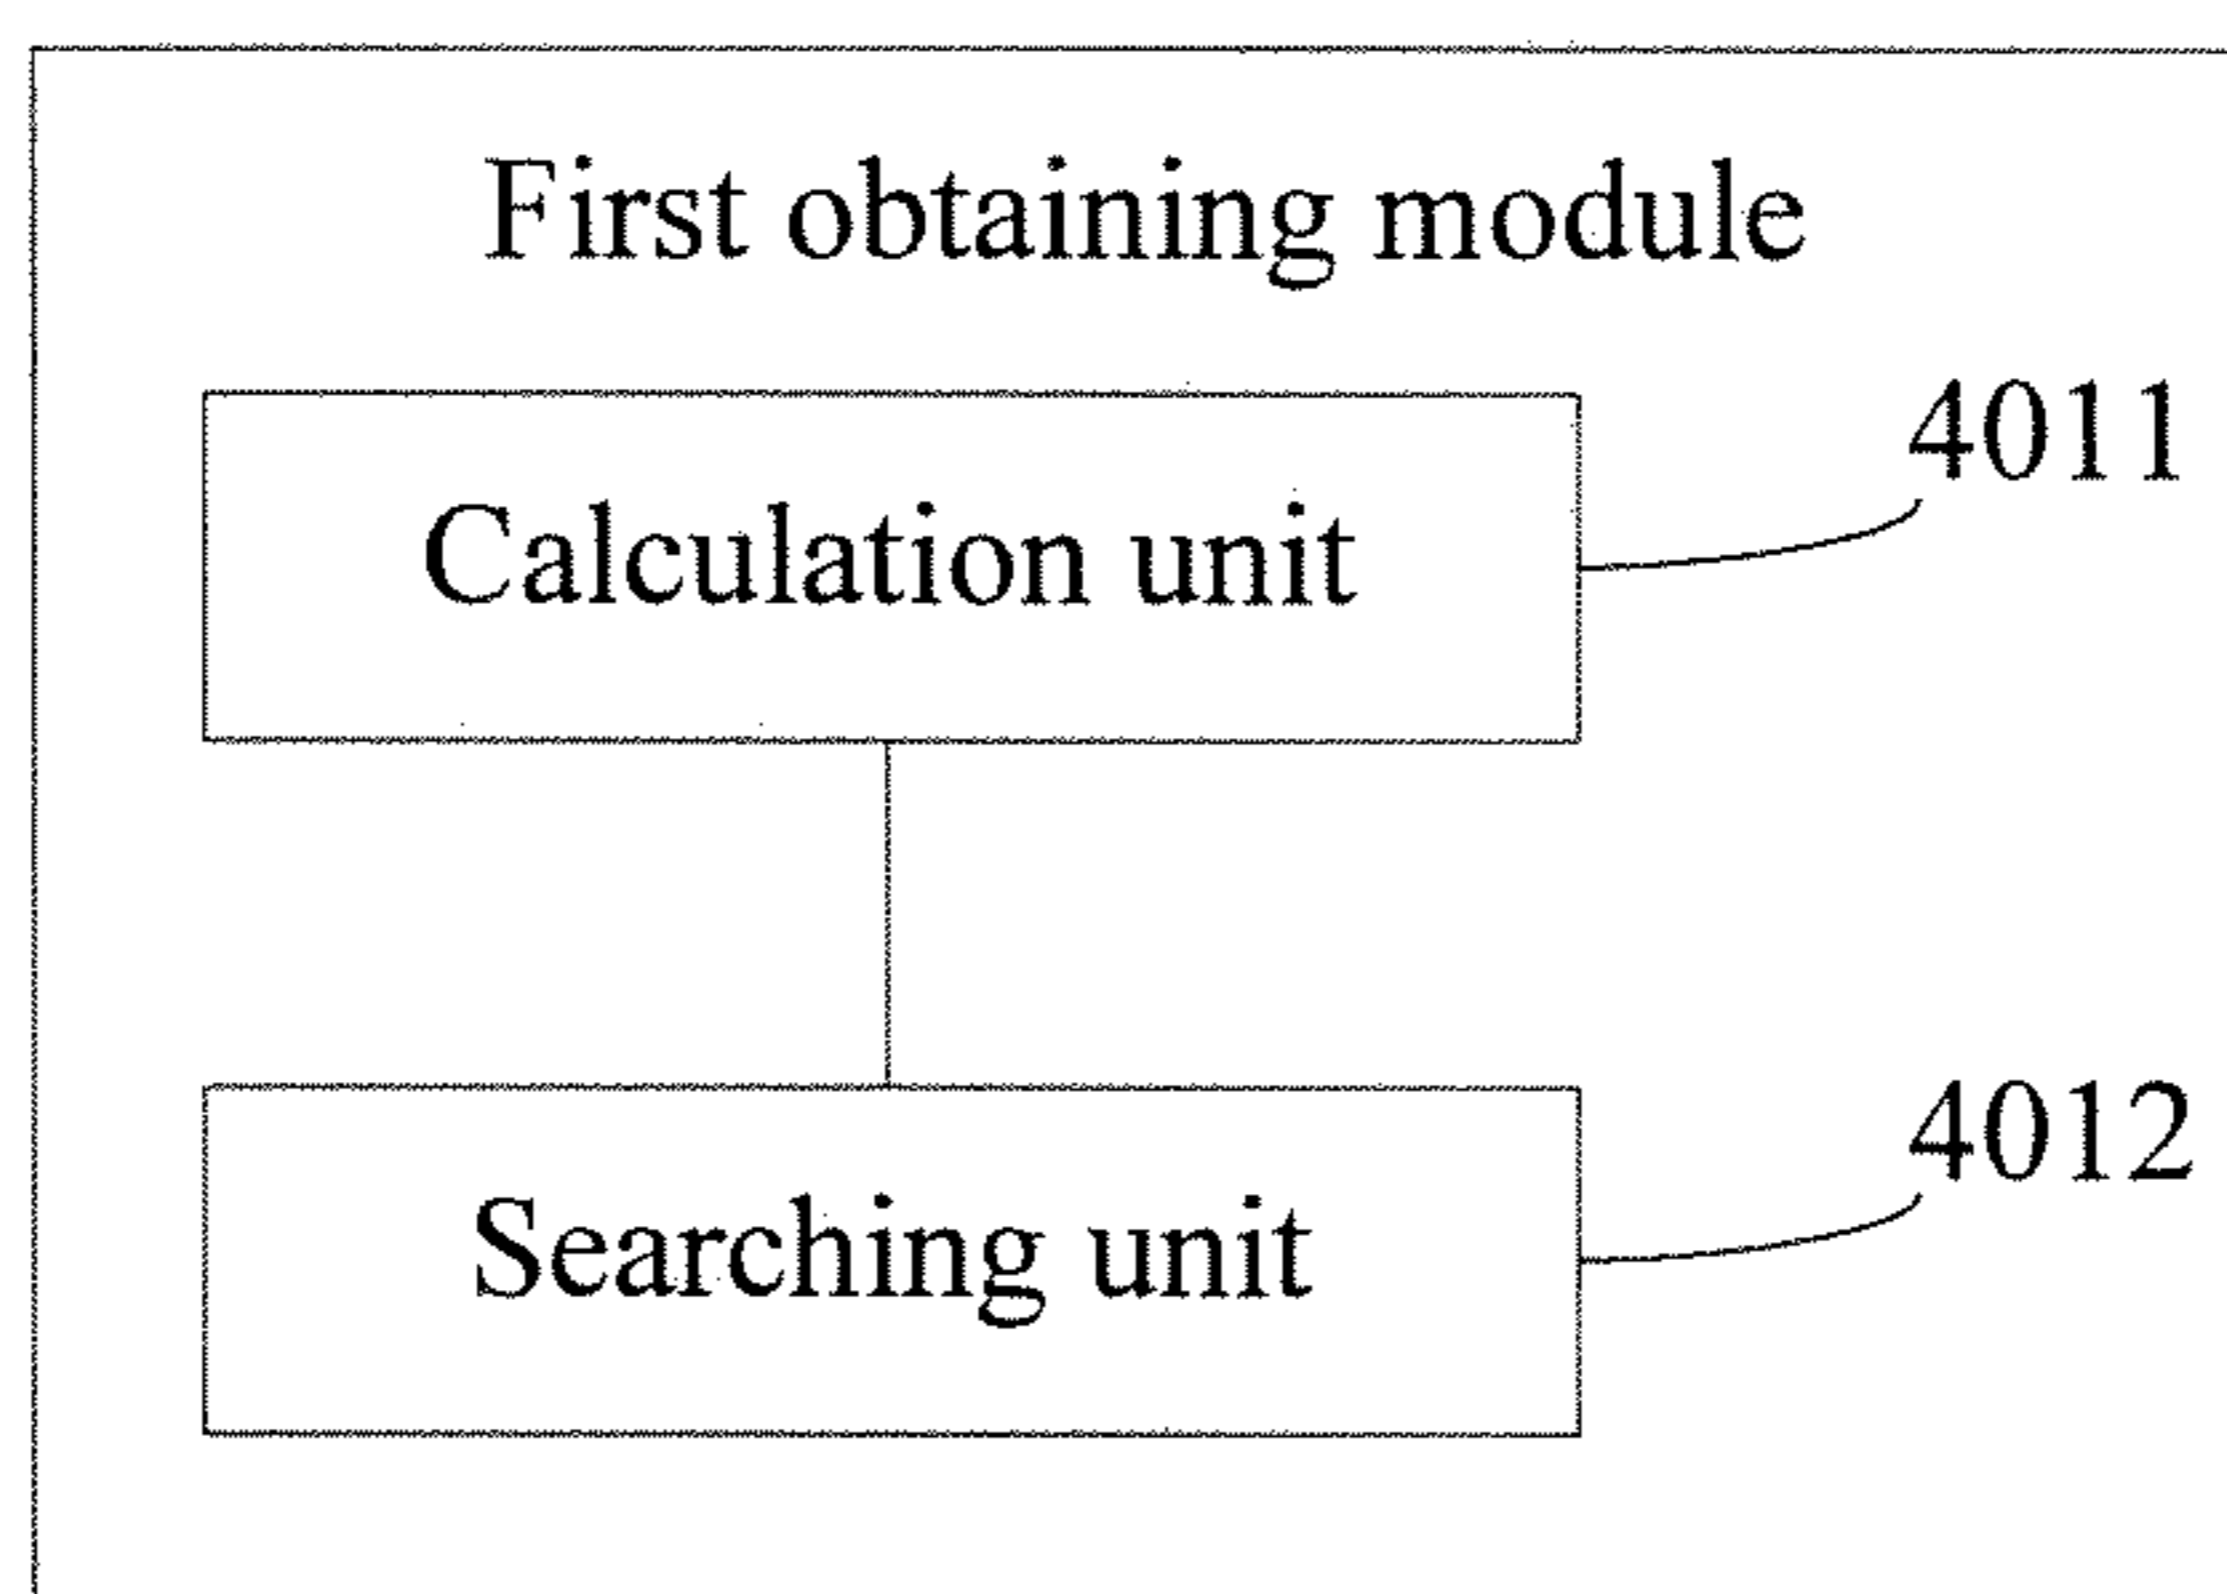 First obtaining module
4011
Calculation unit
4012
Searching unit